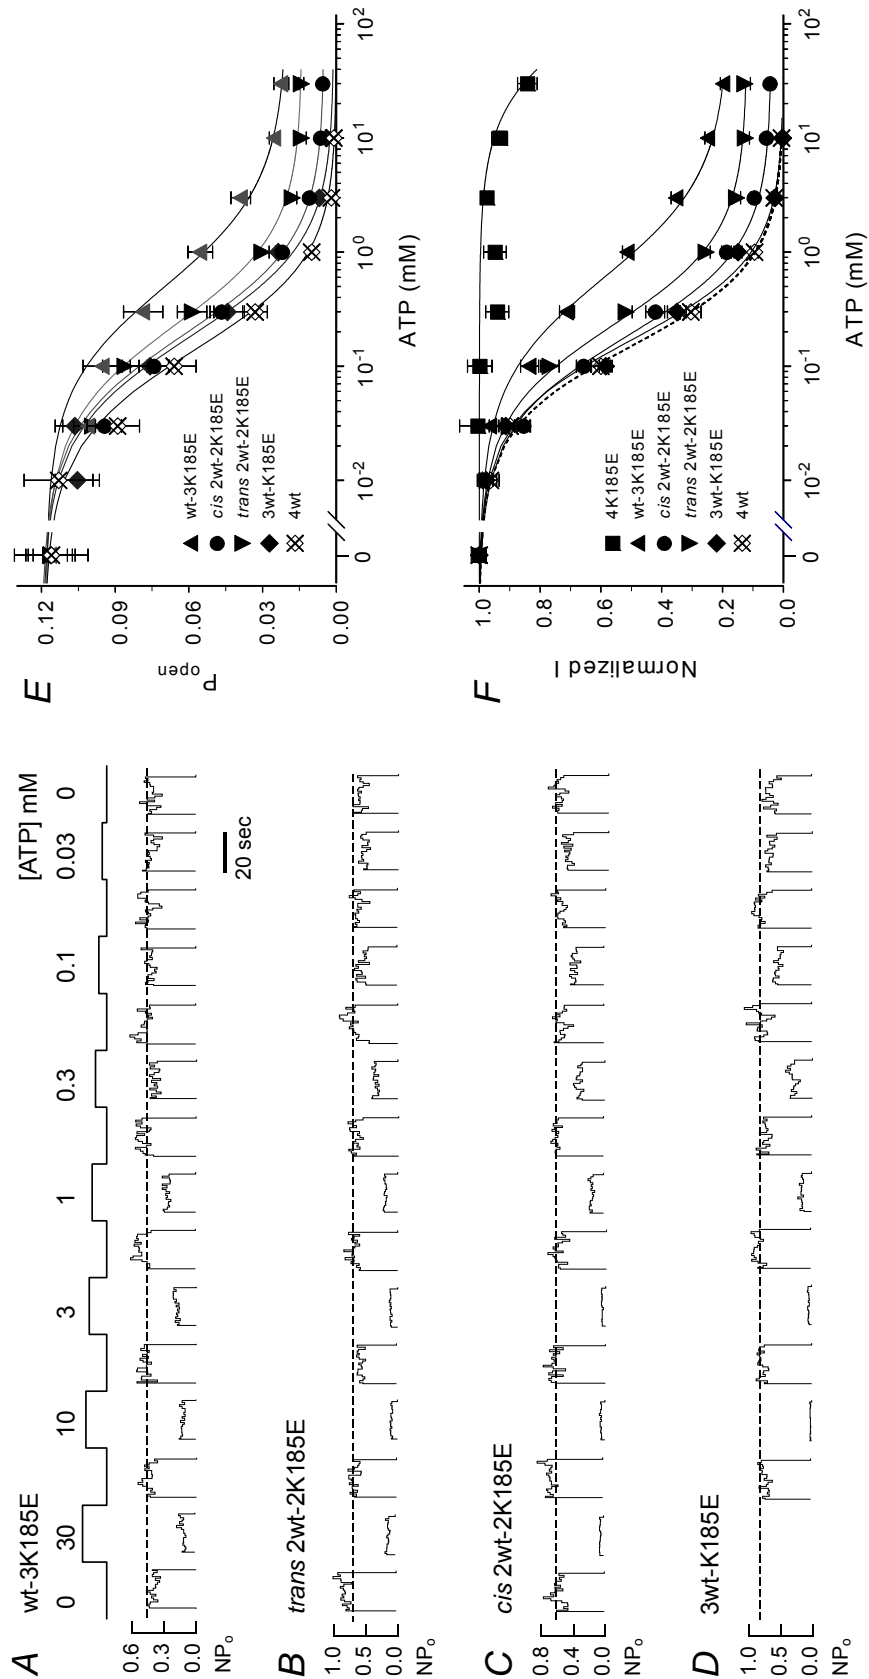 A
wt-3K185E
[ATP] mM
0
30
10
3
1
0.3
0.1
0.03
0
0.6
0.3
0.0
NPo
20 sec
B
trans 2wt-2K185E
1.0
0.5
0.0
NPo
C
cis 2wt-2K185E
0.8
0.4
0.0
NPo
D
3wt-K185E
1.0
0.5
0.0
NPo
E
0.12
0.09
0.06
0.03
0.00
P open
wt-3K185E
cis 2wt-2K185E
trans 2wt-2K185E
3wt-K185E
4wt
0
10-2
10-1
100
101
102
ATP (mM)
F
1.0
0.8
0.6
0.4
0.2
0.0
Normalized I
4K185E
wt-3K185E
cis 2wt-2K185E
trans 2wt-2K185E
3wt-K185E
4wt
0
10-2
10-1
100
101
102
ATP (mM)